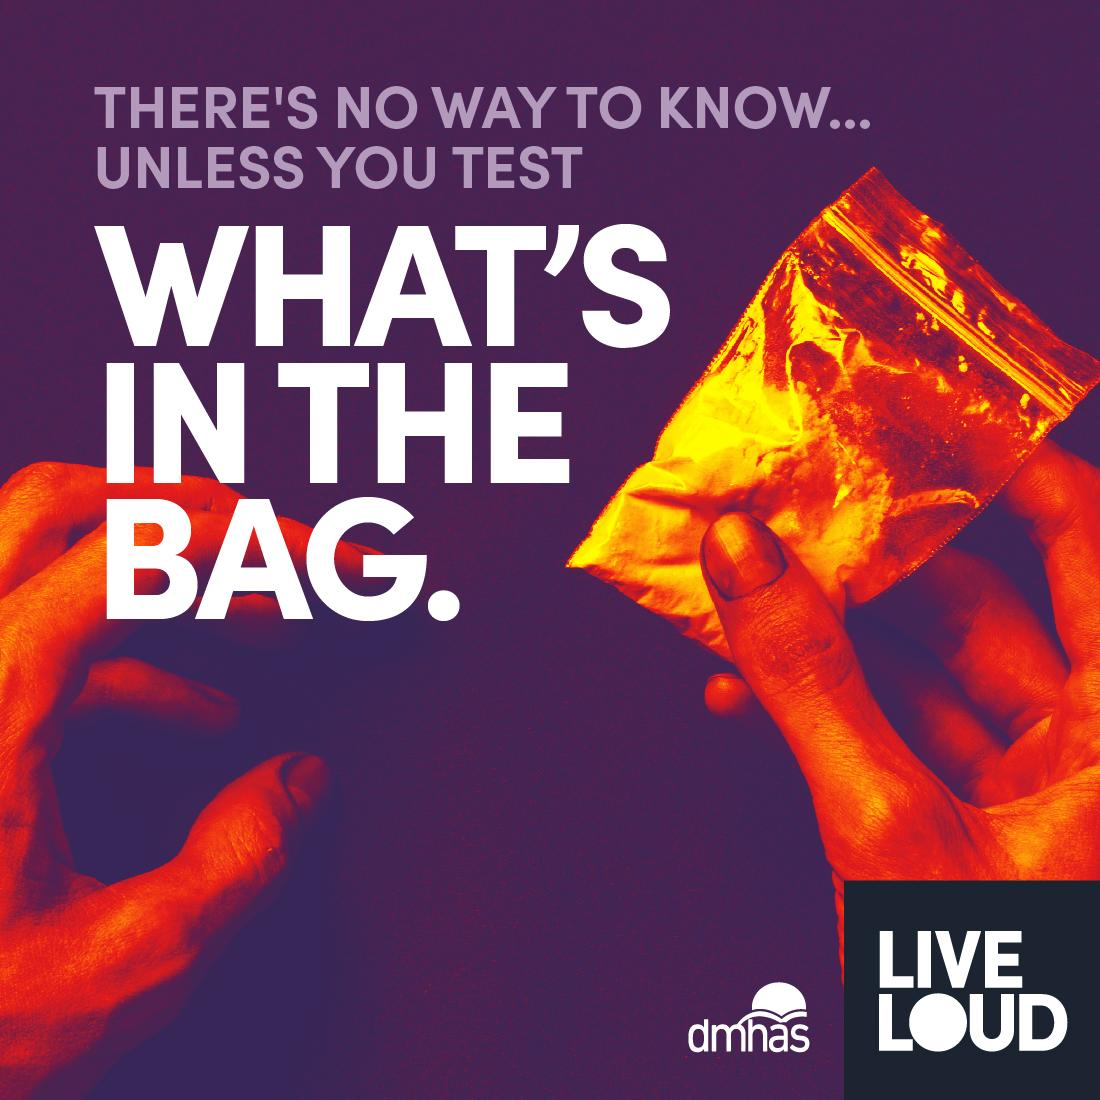 THERE'S NO WAY TO KNOW...
UNLESS YOU TEST
WHAT'S
IN THE
BAG.
dmhas
LIVE
LOUD